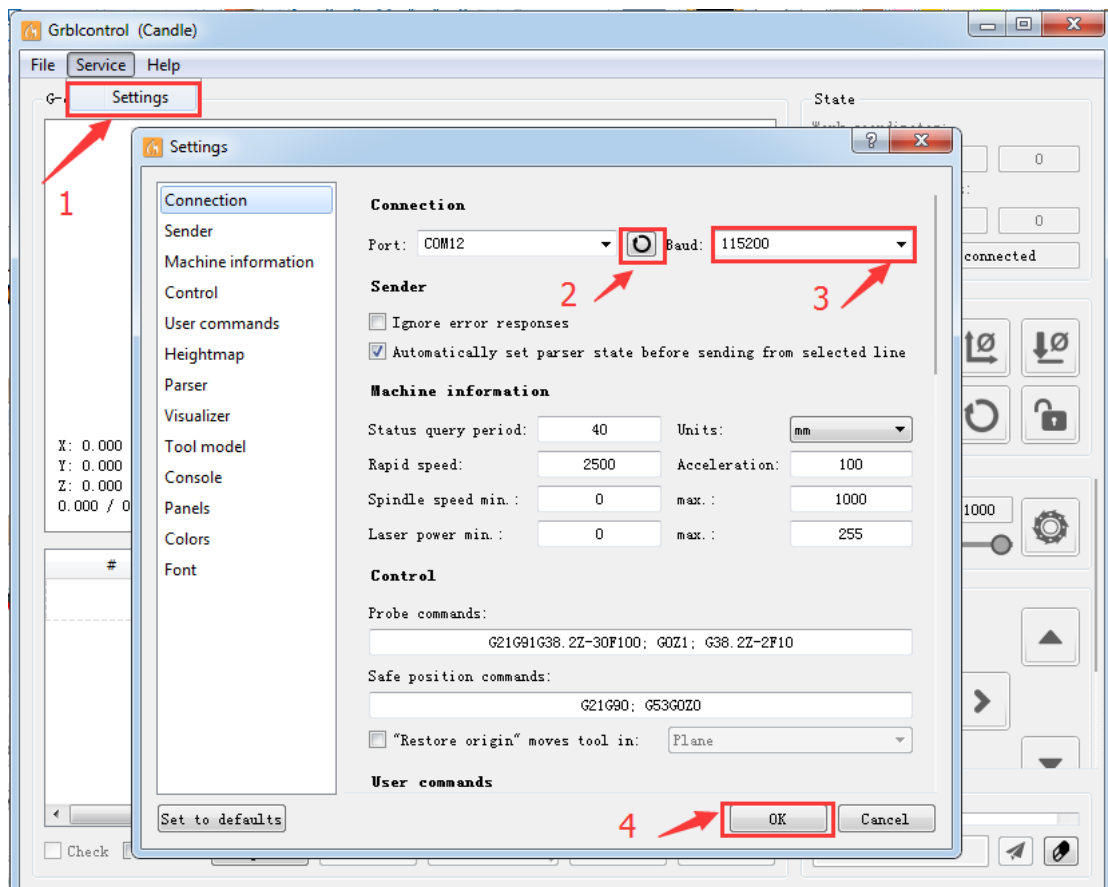 Grblcontrol (Candle)
File Service Help
Settings
State
1
Settings
Connection
Sender
Machine information
Control
User commands
Heightmap
Parser
Visualizer
Tool model
Console
Panels
Colors
Font
Connection
Port: COM12 Baud: 115200
2
3
Sender
Ignore error responses
Automatically set parser state before sending from selected line
Machine information
Status query period: 40 Units: mm
Rapid speed: 2500 Acceleration: 100
Spindle speed min.: 0 max.: 1000
Laser power min.: 0 max.: 255
Control
Probe commands:
G21G91G38.2Z-30F100; G0Z1; G38.2Z-2F10
Safe position commands:
G21G90; G53G0Z0
"Restore origin" moves tool in: Plane
User commands
Set to defaults
4
OK Cancel
0
0
connected
1000
X: 0.000
Y: 0.000
Z: 0.000
0.000 / 0
#
Check